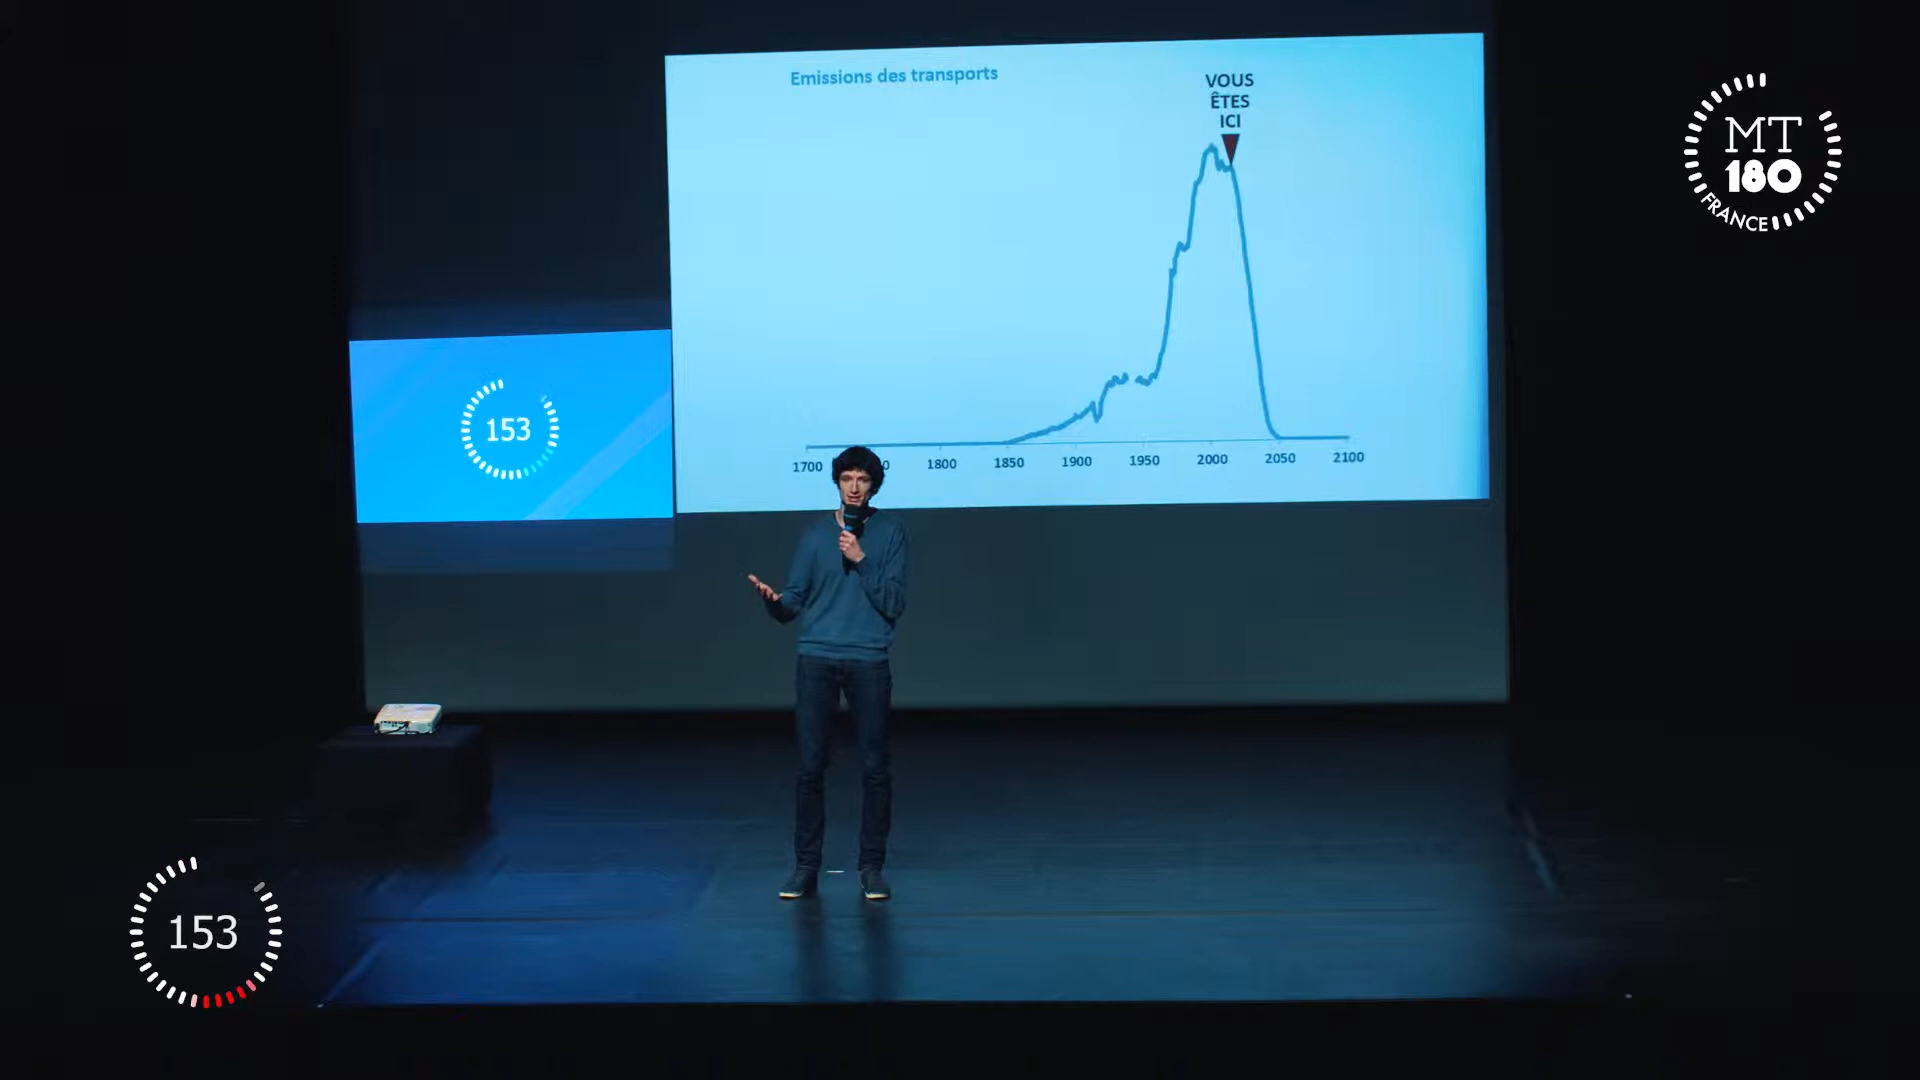 Emissions des transports
VOUS
ÊTES
ICI
MT
180
FRANCE
153
1700 1800 1850 1900 1950 2000 2050 2100
153